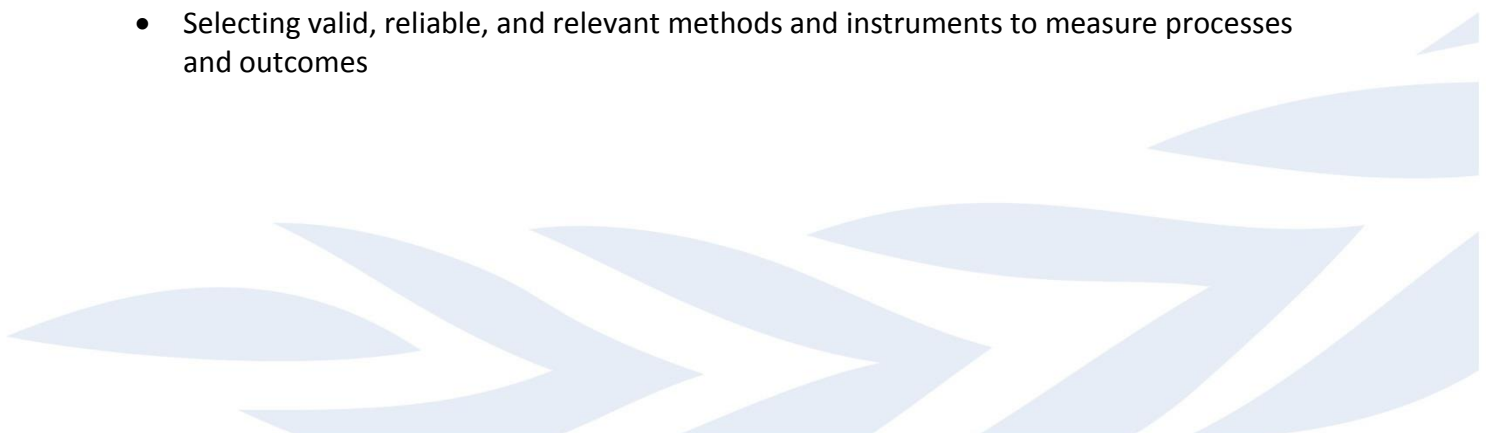 • Selecting valid, reliable, and relevant methods and instruments to measure processes
and outcomes